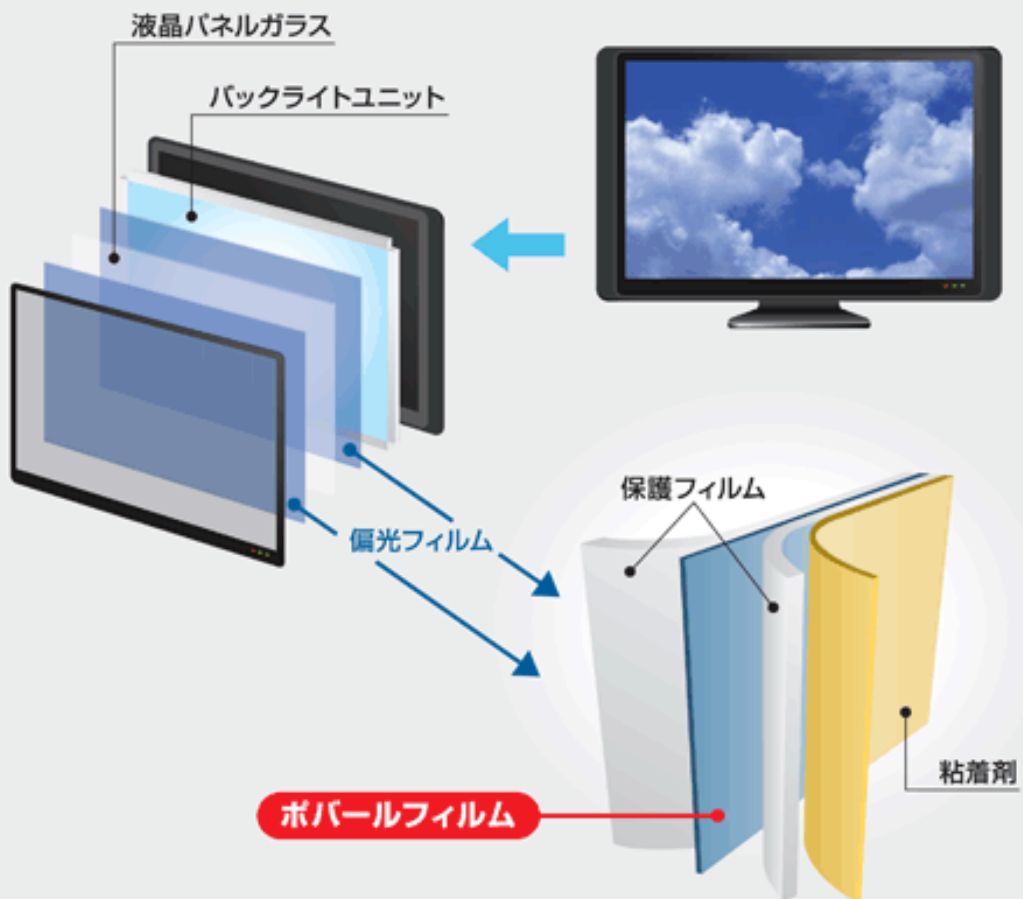 液晶パネルガラス
バックライトユニット
偏光フィルム
保護フィルム
粘着剤
ポバールフィルム